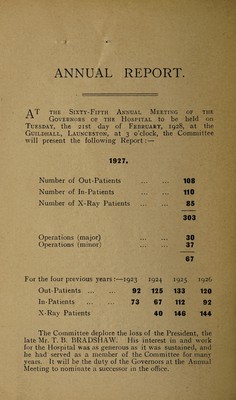 ANNUAL REPORT.
AT THE SIXTY-FIFTH ANNUAL MEETING OF THE
GOVERNORS OF THE HOSPITAL to be held on
TUESDAY, the 21st day of FEBRUARY, 1928, at the
GUILDHALL, LAUNCESTON, at 3 o'clock, the Committee
will present the following Report :—
1927.
Number of Out-Patients ... ... 108
Number of In-Patients ... ... 110
Number of X-Ray Patients ... ... 85
303
Operations (major) ... ... 30
Operations (minor) ... ... 37
67
For the four previous years :—1923 1924 1925 1926
Out-Patients ... ... 92 125 133 120
In-Patients ... ... 73 67 112 92
X-Ray Patients 40 146 144
The Committee deplore the loss of the President, the
late Mr. T. B. BRADSHAW. His interest in and work
for the Hospital was as generous as it was sustained, and
he had served as a member of the Committee for many
years. It will be the duty of the Governors at the Annual
Meeting to nominate a successor in the office.